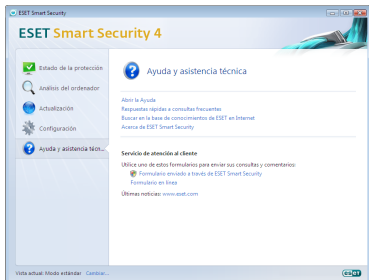 ESET Smart Security
ESET Smart Security 4
Estado de la protección
Análisis del ordenador
Actualización
Configuración
Ayuda y asistencia técn...
Ayuda y asistencia técnica
Abrir la Ayuda
Respuestas rápidas a consultas frecuentes
Buscar en la base de conocimientos de ESET en Internet
Acerca de ESET Smart Security
Servicio de atención al cliente
Utilice uno de estos formularios para enviar sus consultas y comentarios:
Formulario enviado a través de ESET Smart Security
Formulario en línea
Últimas noticias: www.eset.com
Vista actual: Modo estándar Cambiar...
eset